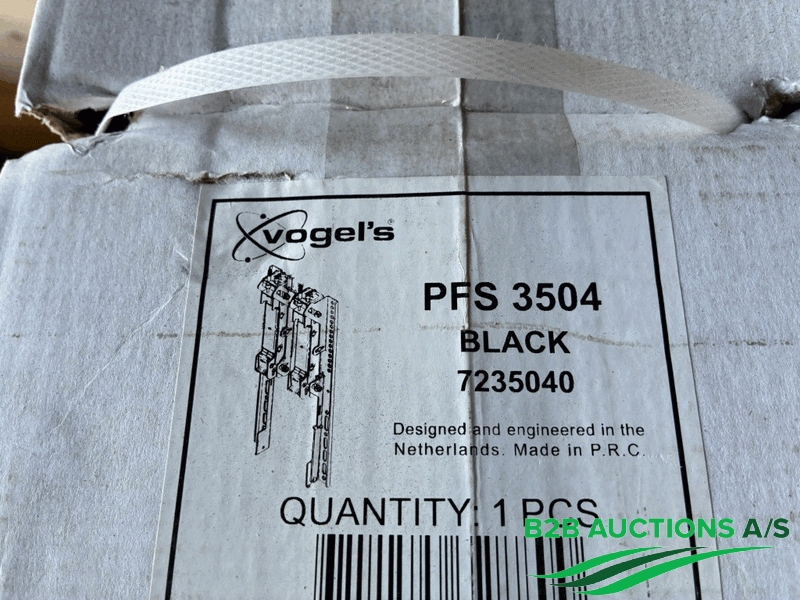 vogel's®
PFS 3504
BLACK
7235040
Designed and engineered in the
Netherlands. Made in P.R.C.
QUANTITY: 1 PCS
B2B AUCTIONS A/S